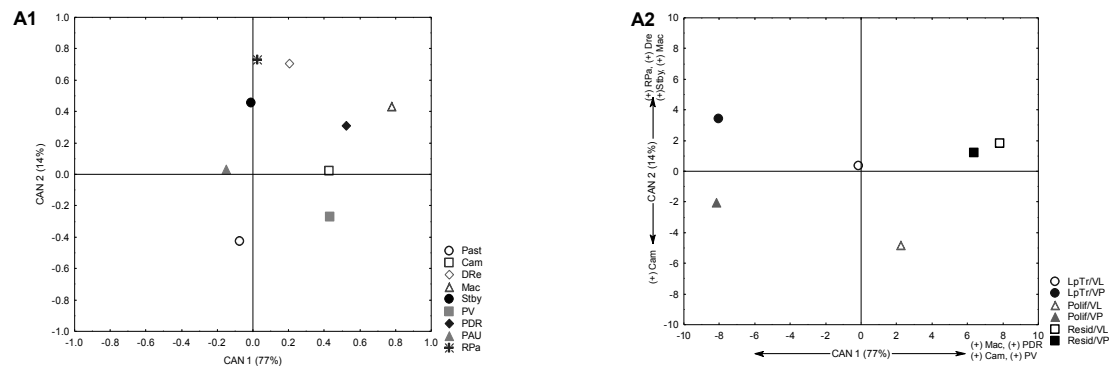 A1
1.0
0.8
0.6
0.4
0.2
0.0
-0.2
-0.4
-0.6
-0.8
-1.0
CAN 2 (14%)
-1.0 -0.8 -0.6 -0.4 -0.2 0.0 0.2 0.4 0.6 0.8 1.0
CAN 1 (77%)
Past
Cam
DRe
Mac
Stby
PV
PDR
PAU
RPa
A2
(+) RPa, (+) Dre
(+)Stby, (+) Mac
CAN 2 (14%)
(+) Cam
10
8
6
4
2
0
-2
-4
-6
-8
-10
-10 -8 -6 -4 -2 0 2 4 6 8 10
CAN 1 (77%)
(+) Mac, (+) PDR
(+) Cam, (+) PV
LpTr/VL
LpTr/VP
Polif/VL
Polif/VP
Resid/VL
Resid/VP